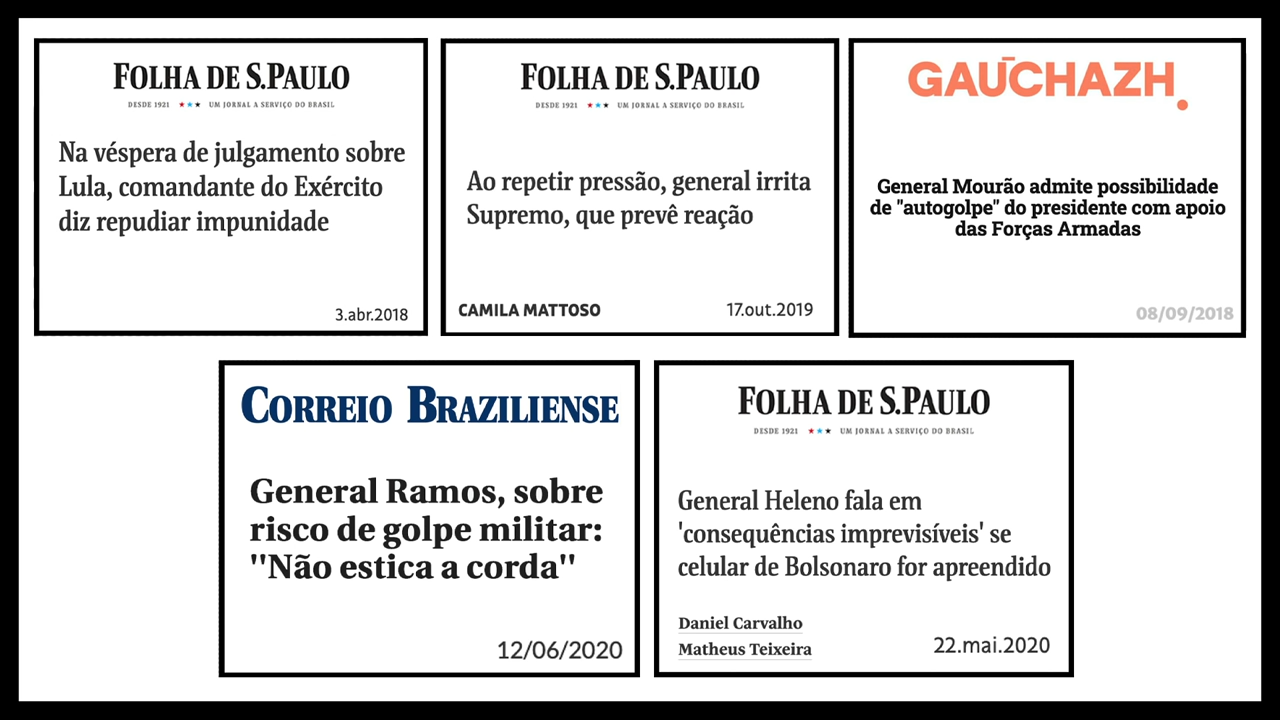 FOLHA DE S.PAULO
DESDE 1921 ★★★ UM JORNAL A SERVIÇO DO BRASIL
Na véspera de julgamento sobre
Lula, comandante do Exército
diz repudiar impunidade
3.abr.2018
FOLHA DE S.PAULO
DESDE 1921 ★★★ UM JORNAL A SERVIÇO DO BRASIL
Ao repetir pressão, general irrita
Supremo, que prevê reação
CAMILA MATTOSO 17.out.2019
GAÚCHAZH.
General Mourão admite possibilidade
de "autogolpe" do presidente com apoio
das Forças Armadas
08/09/2018
CORREIO BRAZILIENSE
General Ramos, sobre
risco de golpe militar:
"Não estica a corda"
12/06/2020
FOLHA DE S.PAULO
DESDE 1921 ★★★ UM JORNAL A SERVIÇO DO BRASIL
General Heleno fala em
'consequências imprevisíveis' se
celular de Bolsonaro for apreendido
Daniel Carvalho
Matheus Teixeira 22.mai.2020